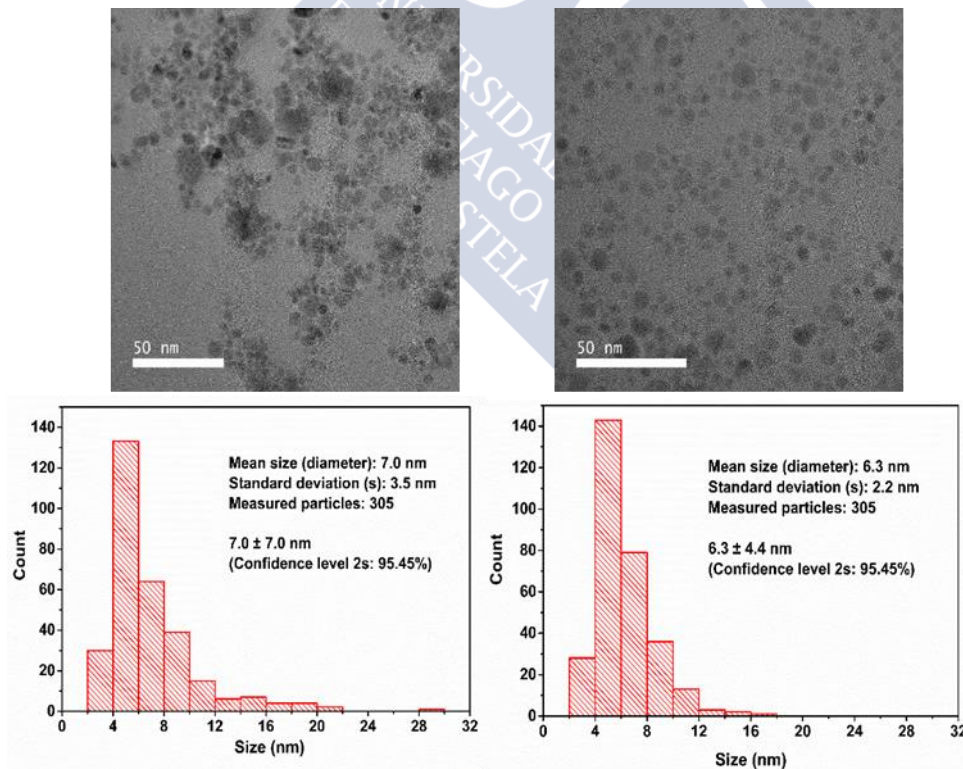 ERSIDA
IAGO
STELA
50 nm
50 nm
140
120
100
80
60
40
20
0
Count
0 4 8 12 16 20 24 28 32
Size (nm)
Mean size (diameter): 7.0 nm
Standard deviation (s): 3.5 nm
Measured particles: 305
7.0 ± 7.0 nm
(Confidence level 2s: 95.45%)
140
120
100
80
60
40
20
0
Count
0 4 8 12 16 20 24 28 32
Size (nm)
Mean size (diameter): 6.3 nm
Standard deviation (s): 2.2 nm
Measured particles: 305
6.3 ± 4.4 nm
(Confidence level 2s: 95.45%)